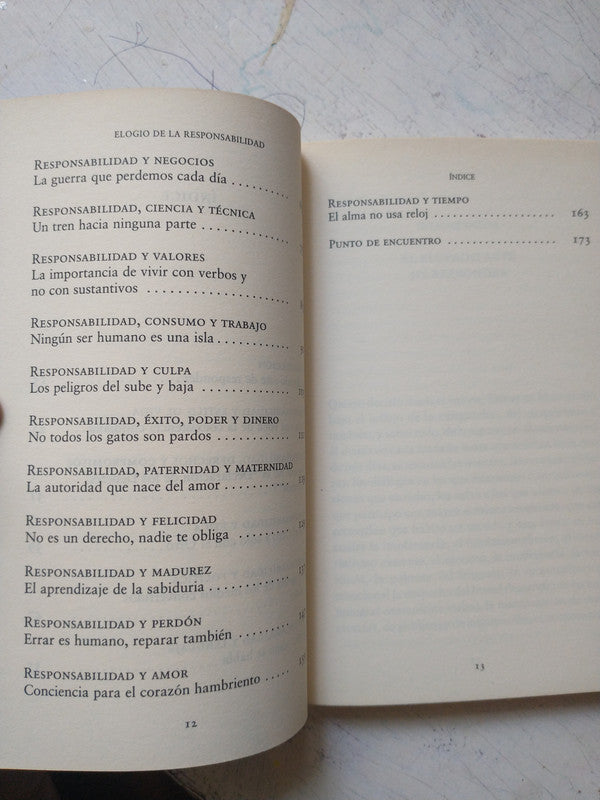 ELOGIO DE LA RESPONSABILIDAD
RESPONSABILIDAD Y NEGOCIOS
La guerra que perdemos cada día . . . . . . . .
RESPONSABILIDAD, CIENCIA Y TÉCNICA
Un tren hacia ninguna parte . . . . . . . . . . . .
RESPONSABILIDAD Y VALORES
La importancia de vivir con verbos y
no con sustantivos . . . . . . . . . . . . . . . . . . .
RESPONSABILIDAD, CONSUMO Y TRABAJO
Ningún ser humano es una isla . . . . . . . . . .
RESPONSABILIDAD Y CULPA
Los peligros del sube y baja . . . . . . . . . . . . .
RESPONSABILIDAD, ÉXITO, PODER Y DINERO
No todos los gatos son pardos . . . . . . . . . . .
RESPONSABILIDAD, PATERNIDAD Y MATERNIDAD
La autoridad que nace del amor . . . . . . . . . .
RESPONSABILIDAD Y FELICIDAD
No es un derecho, nadie te obliga . . . . . . . .
RESPONSABILIDAD Y MADUREZ
El aprendizaje de la sabiduria . . . . . . . . . . . .
RESPONSABILIDAD Y PERDÓN
Errar es humano, reparar también . . . . . . . .
RESPONSABILIDAD Y AMOR
Conciencia para el corazón hambriento . . . . .
12
ÍNDICE
RESPONSABILIDAD Y TIEMPO
El alma no usa reloj . . . . . . . . . . . . . . . . . . . . 163
PUNTO DE ENCUENTRO . . . . . . . . . . . . . . . . . . 173
13